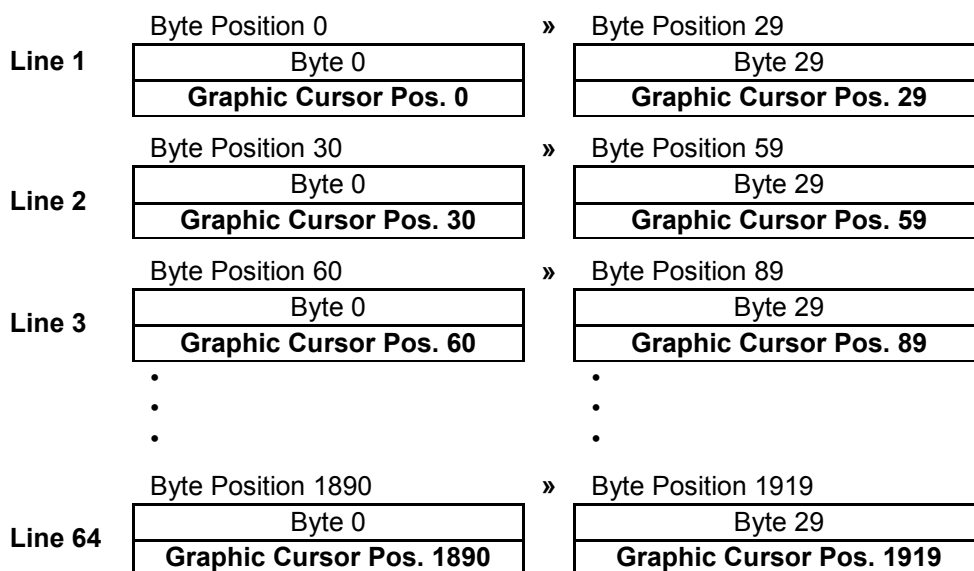 Byte Position 0 » Byte Position 29
Line 1
Byte 0 Byte 29
Graphic Cursor Pos. 0 Graphic Cursor Pos. 29
Byte Position 30 » Byte Position 59
Line 2
Byte 0 Byte 29
Graphic Cursor Pos. 30 Graphic Cursor Pos. 59
Byte Position 60 » Byte Position 89
Line 3
Byte 0 Byte 29
Graphic Cursor Pos. 60 Graphic Cursor Pos. 89
• •
• •
• •
Byte Position 1890 » Byte Position 1919
Line 64
Byte 0 Byte 29
Graphic Cursor Pos. 1890 Graphic Cursor Pos. 1919